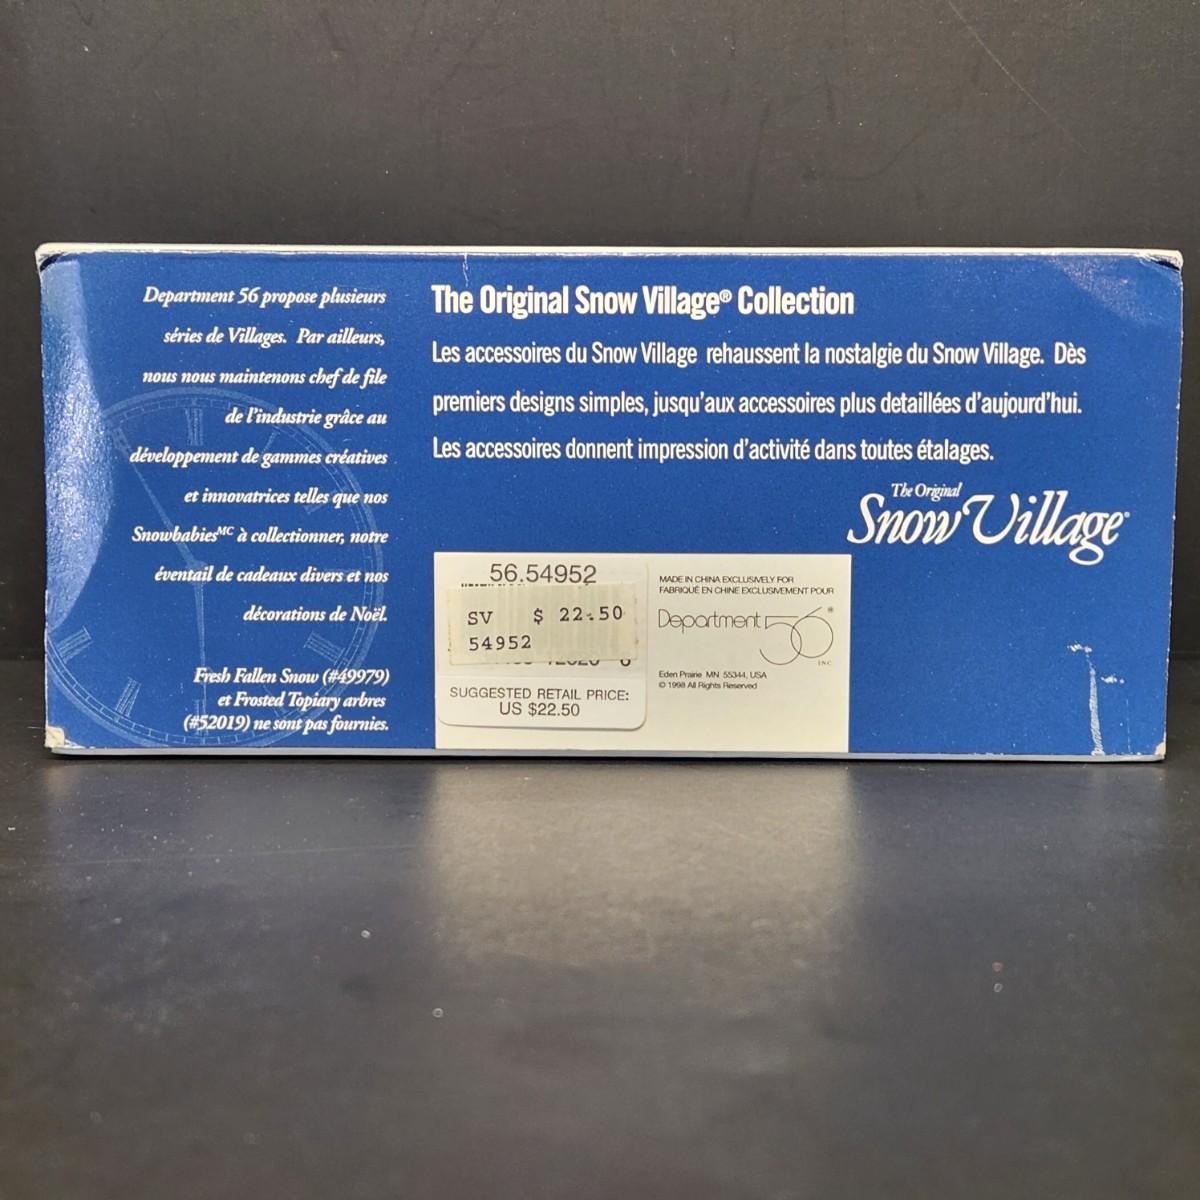 Department 56 propose plusieurs
séries de Villages. Par ailleurs,
nous nous maintenons chef de file
de l'industrie grâce au
développement de gammes créatives
et innovatrices telles que nos
Snowbabies MC à collectionner, notre
éventail de cadeaux divers et nos
décorations de Noël.
Fresh Fallen Snow (#49979)
et Frosted Topiary arbres
(#52019) ne sont pas fournies.
The Original Snow Village® Collection
Les accessoires du Snow Village rehaussent la nostalgie du Snow Village. Dès
premiers designs simples, jusqu'aux accessoires plus detaillées d'aujourd'hui.
Les accessoires donnent impression d'activité dans toutes étalages.
The Original
Snow Village
56.54952
SV $ 22.50
54952
SUGGESTED RETAIL PRICE:
US $22.50
MADE IN CHINA EXCLUSIVELY FOR
FABRIQUÉ EN CHINE EXCLUSIVEMENT POUR
Department 56®
INC
Eden Prairie MN 55344, USA
© 1998 All Rights Reserved